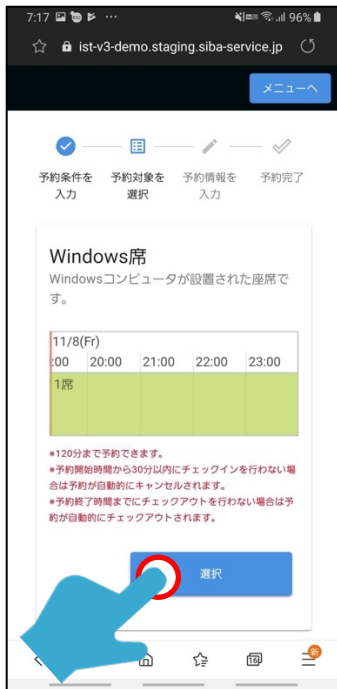 7:17 96%
ist-v3-demo.staging.siba-service.jp
メニューへ
予約条件を 予約対象を 予約情報を 予約完了
入力 選択 入力
Windows席
Windowsコンピュータが設置された座席で
す。
11/8(Fr)
:00 20:00 21:00 22:00 23:00
1席
*120分まで予約できます。
*予約開始時間から30分以内にチェックインを行わない場
合は予約が自動的にキャンセルされます。
*予約終了時間までにチェックアウトを行わない場合は予
約が自動的にチェックアウトされます。
選択
16 新